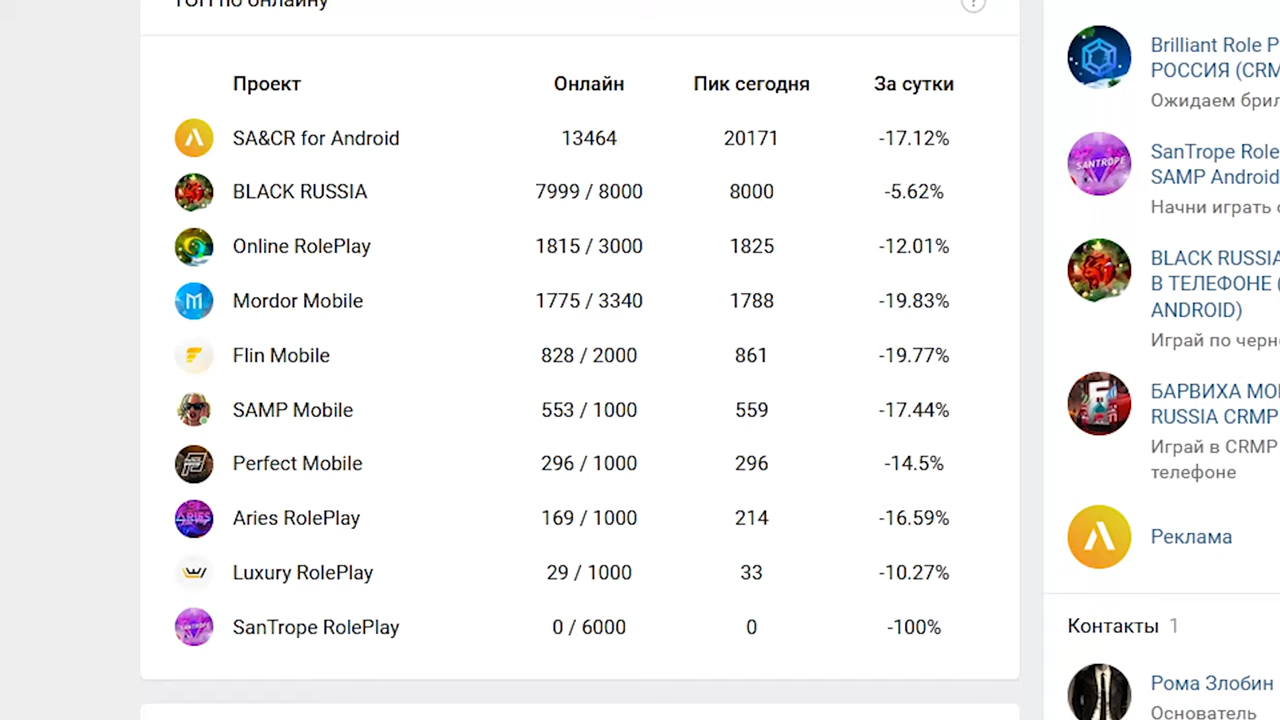 ТОП по онлайну
?
Проект Онлайн Пик сегодня За сутки
SA&CR for Android 13464 20171 -17.12%
BLACK RUSSIA 7999 / 8000 8000 -5.62%
Online RolePlay 1815 / 3000 1825 -12.01%
Mordor Mobile 1775 / 3340 1788 -19.83%
Flin Mobile 828 / 2000 861 -19.77%
SAMP Mobile 553 / 1000 559 -17.44%
Perfect Mobile 296 / 1000 296 -14.5%
Aries RolePlay 169 / 1000 214 -16.59%
Luxury RolePlay 29 / 1000 33 -10.27%
SanTrope RolePlay 0 / 6000 0 -100%
Brilliant Role P
РОССИЯ (CRM
Ожидаем брил
SANTROPE
SanTrope Role
SAMP Android
Начни играть
BLACK RUSSIA
В ТЕЛЕФОНЕ (
ANDROID)
Играй по черн
БАРВИХА МО
RUSSIA CRMP
Играй в CRMP
телефоне
Реклама
Контакты 1
Рома Злобин
Основатель